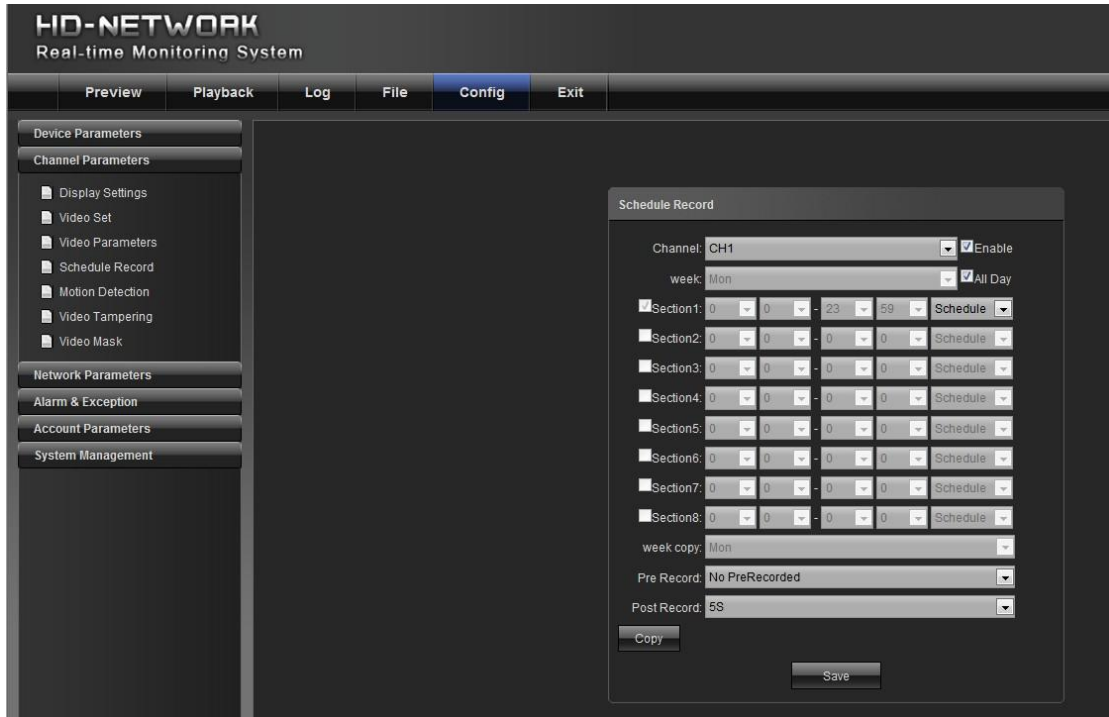 HD-NETWORK
Real-time Monitoring System
Preview Playback Log File Config Exit
Device Parameters
Channel Parameters
Display Settings
Video Set
Video Parameters
Schedule Record
Motion Detection
Video Tampering
Video Mask
Network Parameters
Alarm & Exception
Account Parameters
System Management
Schedule Record
Channel: CH1 Enable
week: Mon All Day
Section1: 0 0 - 23 59 Schedule
Section2: 0 0 - 0 0 Schedule
Section3: 0 0 - 0 0 Schedule
Section4: 0 0 - 0 0 Schedule
Section5: 0 0 - 0 0 Schedule
Section6: 0 0 - 0 0 Schedule
Section7: 0 0 - 0 0 Schedule
Section8: 0 0 - 0 0 Schedule
week copy: Mon
Pre Record: No PreRecorded
Post Record: 5S
Copy
Save